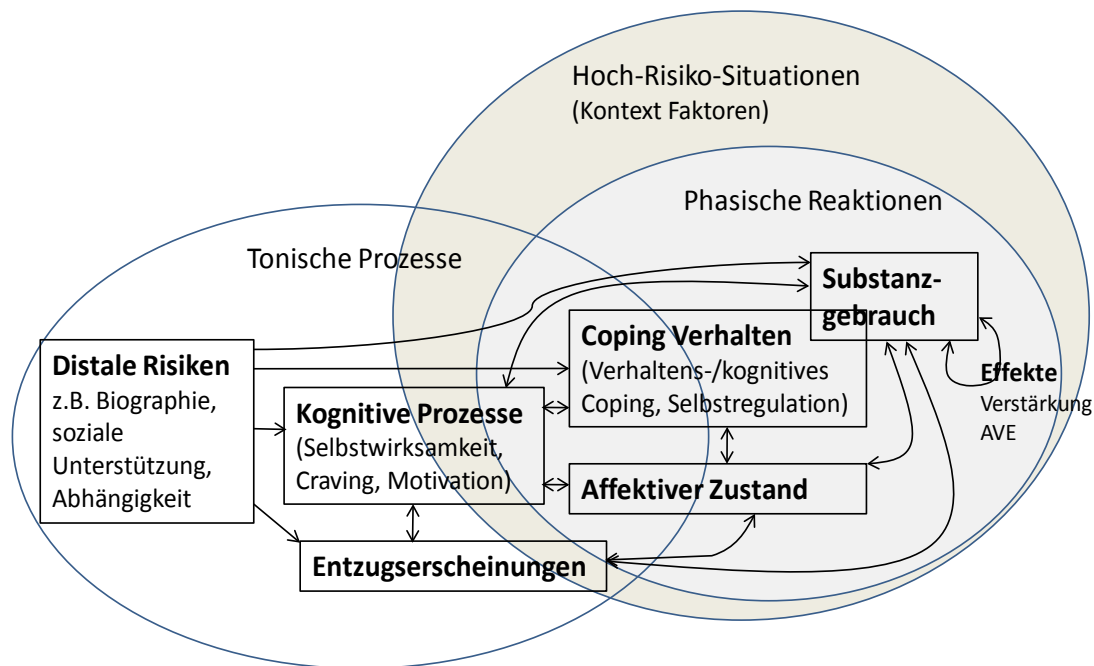 Hoch-Risiko-Situationen
(Kontext Faktoren)
Phasische Reaktionen
Tonische Prozesse
Substanz-
gebrauch
Coping Verhalten
(Verhaltens-/kognitives
Coping, Selbstregulation)
Effekte
Verstärkung
AVE
Distale Risiken
z.B. Biographie,
soziale
Unterstützung,
Abhängigkeit
Kognitive Prozesse
(Selbstwirksamkeit,
Craving, Motivation)
Affektiver Zustand
Entzugserscheinungen